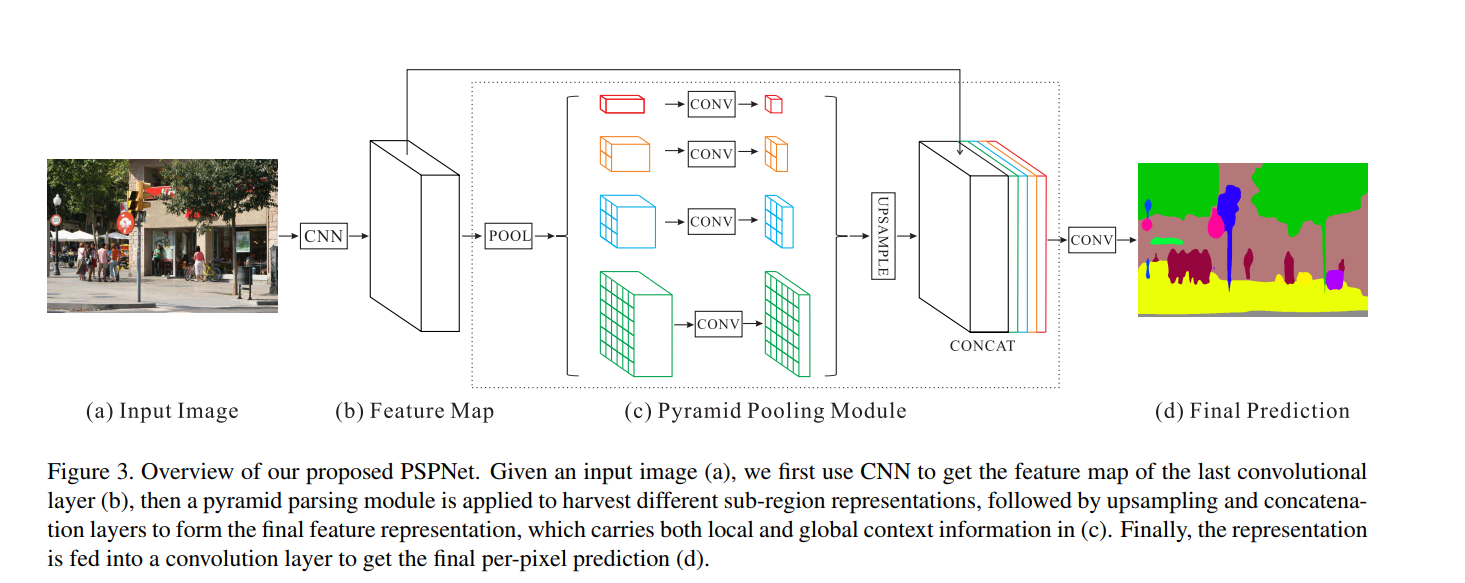 CONV
CONV
CONV
CONV
CNN
POOL
UPSAMPLE
CONV
CONCAT
(a) Input Image
(b) Feature Map
(c) Pyramid Pooling Module
(d) Final Prediction
Figure 3. Overview of our proposed PSPNet. Given an input image (a), we first use CNN to get the feature map of the last convolutional
layer (b), then a pyramid parsing module is applied to harvest different sub-region representations, followed by upsampling and concatena-
tion layers to form the final feature representation, which carries both local and global context information in (c). Finally, the representation
is fed into a convolution layer to get the final per-pixel prediction (d).